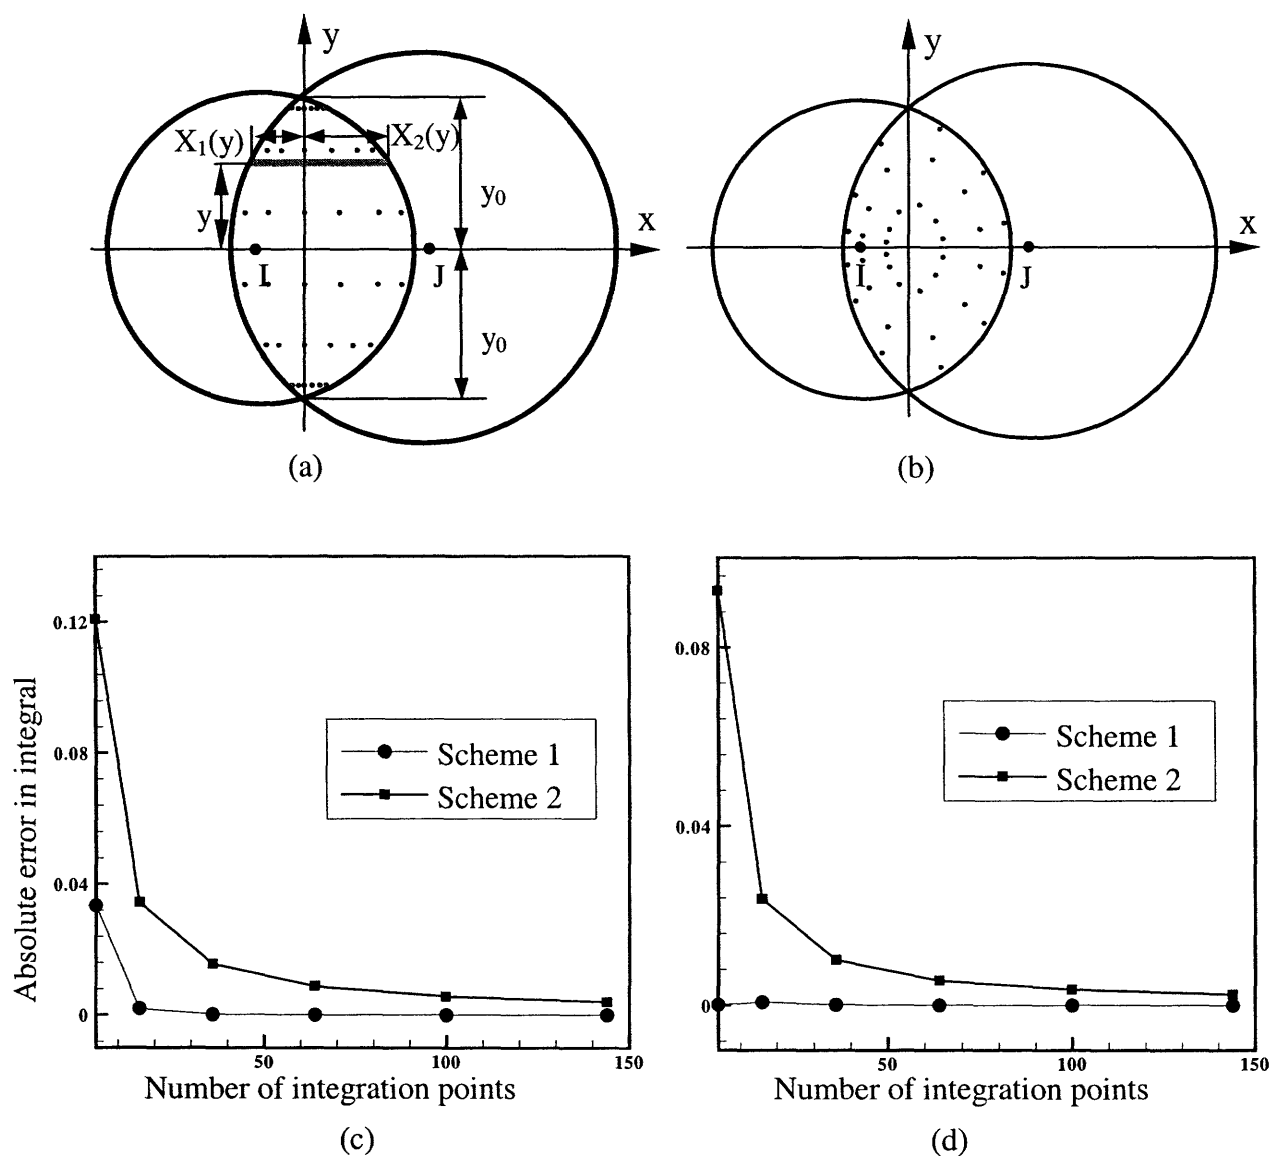 y
X₁(y)
X₂(y)
y₀
y
x
I
J
y₀
(a)
y
x
I
J
(b)
Absolute error in integral
0.12
0.08
0.04
0
50
100
150
Scheme 1
Scheme 2
Number of integration points
(c)
0.08
0.04
0
50
100
150
Scheme 1
Scheme 2
Number of integration points
(d)